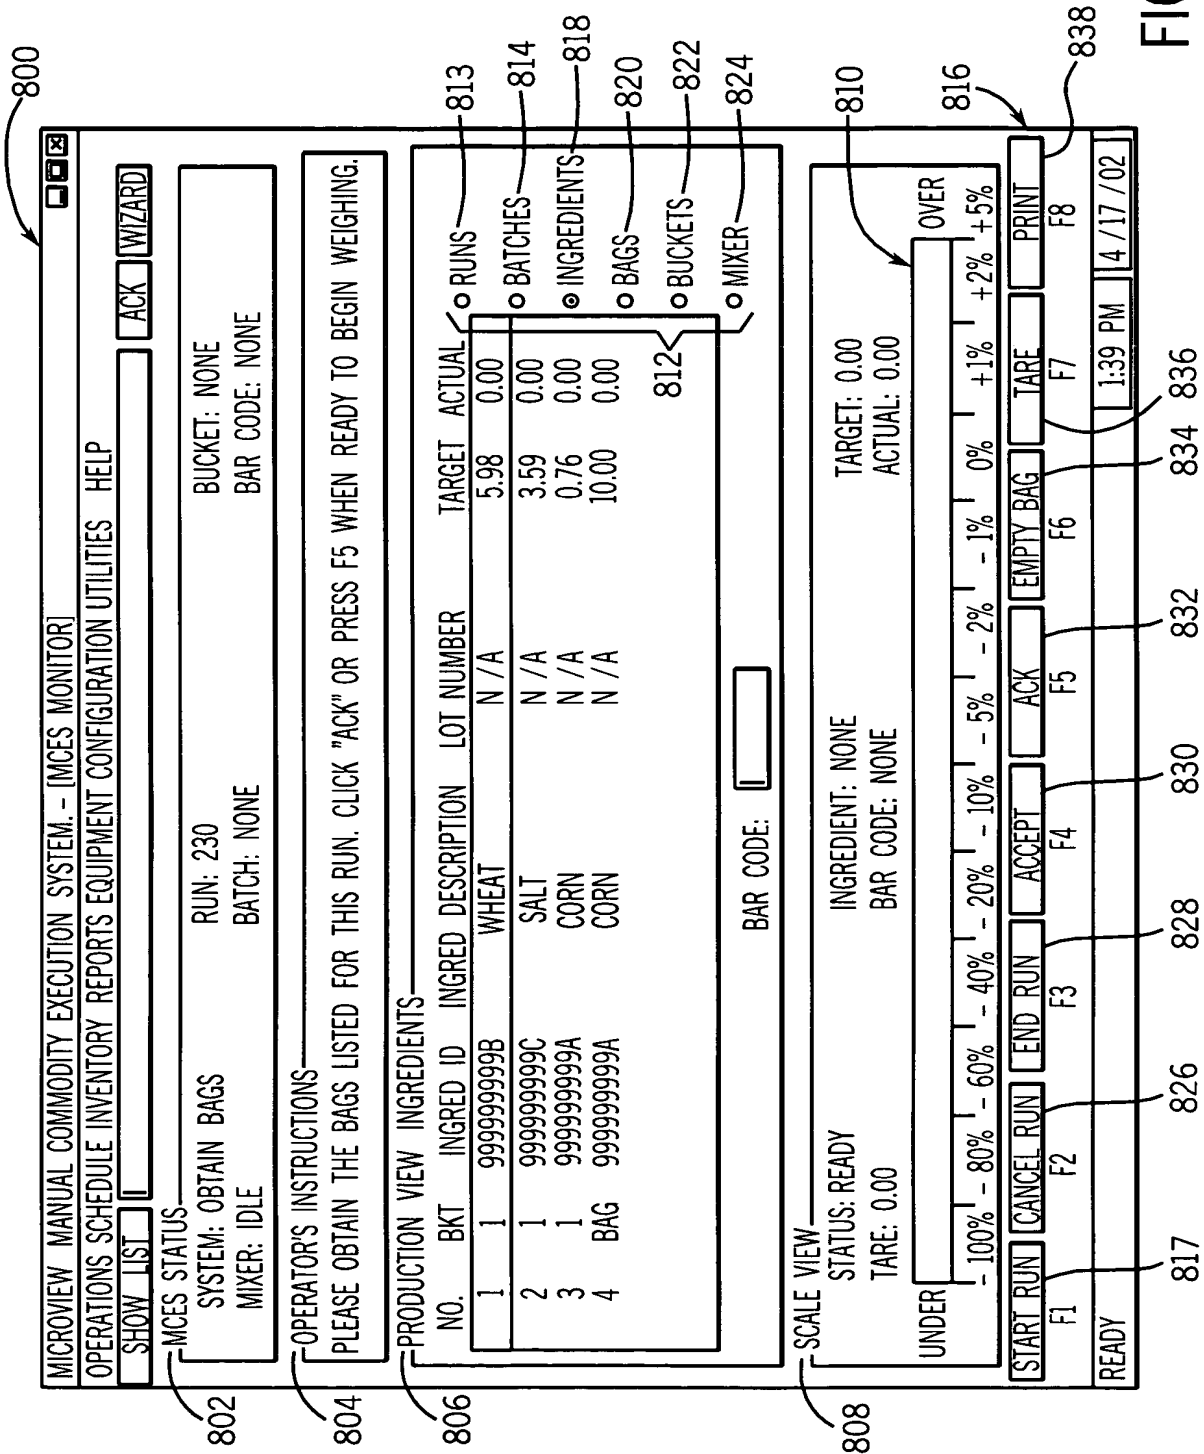 800
MICROVIEW MANUAL COMMODITY EXECUTION SYSTEM. – [MCES MONITOR]
OPERATIONS SCHEDULE INVENTORY REPORTS EQUIPMENT CONFIGURATION UTILITIES HELP
SHOW LIST ACK WIZARD
802
MCES STATUS
SYSTEM: OBTAIN BAGS RUN: 230 BUCKET: NONE
MIXER: IDLE BATCH: NONE BAR CODE: NONE
804
OPERATOR'S INSTRUCTIONS
PLEASE OBTAIN THE BAGS LISTED FOR THIS RUN. CLICK "ACK" OR PRESS F5 WHEN READY TO BEGIN WEIGHING.
806
PRODUCTION VIEW INGREDIENTS
NO. BKT INGRED ID INGRED DESCRIPTION LOT NUMBER TARGET ACTUAL
1 1 999999999B WHEAT N /A 5.98 0.00
2 1 999999999C SALT N /A 3.59 0.00
3 1 999999999A CORN N /A 0.76 0.00
4 BAG 999999999A CORN N /A 10.00 0.00
812
RUNS 813
BATCHES 814
INGREDIENTS 818
BAGS 820
BUCKETS 822
MIXER 824
BAR CODE:
808
SCALE VIEW
STATUS: READY INGREDIENT: NONE TARGET: 0.00
TARE: 0.00 BAR CODE: NONE ACTUAL: 0.00
810
UNDER OVER
– 100% – 80% – 60% – 40% – 20% – 10% – 5% – 2% – 1% 0% +1% +2% +5%
816
START RUN CANCEL RUN END RUN ACCEPT ACK EMPTY BAG TARE PRINT
F1 F2 F3 F4 F5 F6 F7 F8
READY 1:39 PM 4 /17 /02
817 826 828 830 832 834 836 838